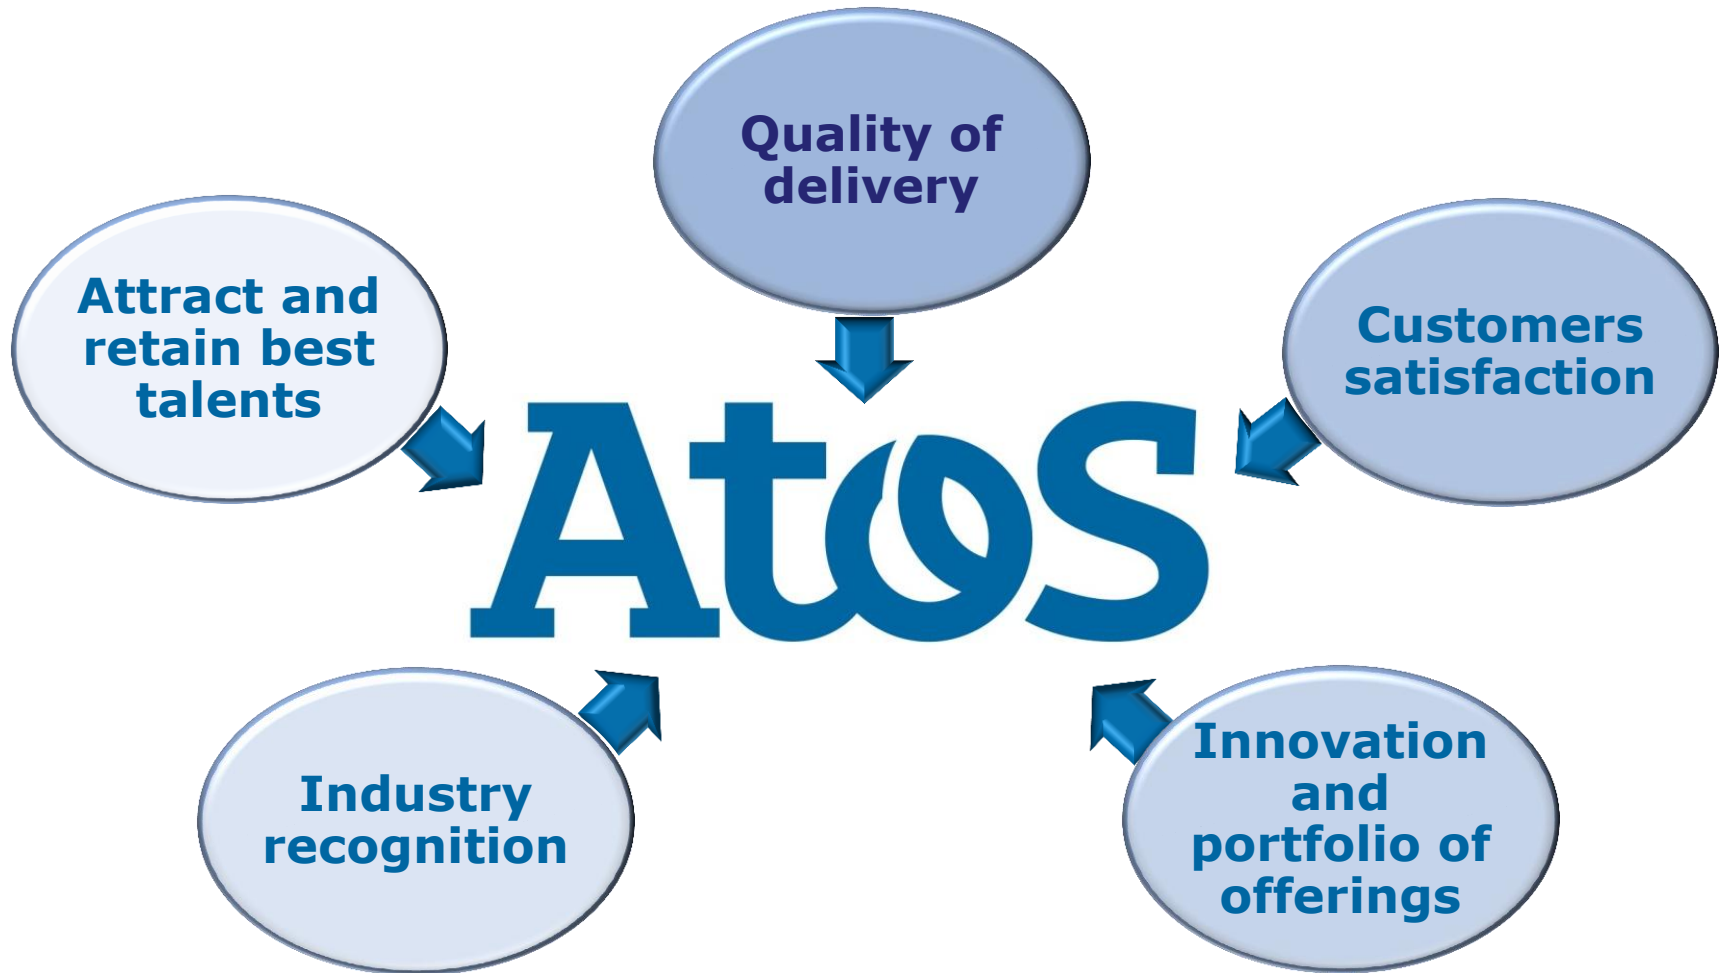 Quality of
delivery
Attract and
retain best
talents
Customers
satisfaction
Atos
Industry
recognition
Innovation
and
portfolio of
offerings